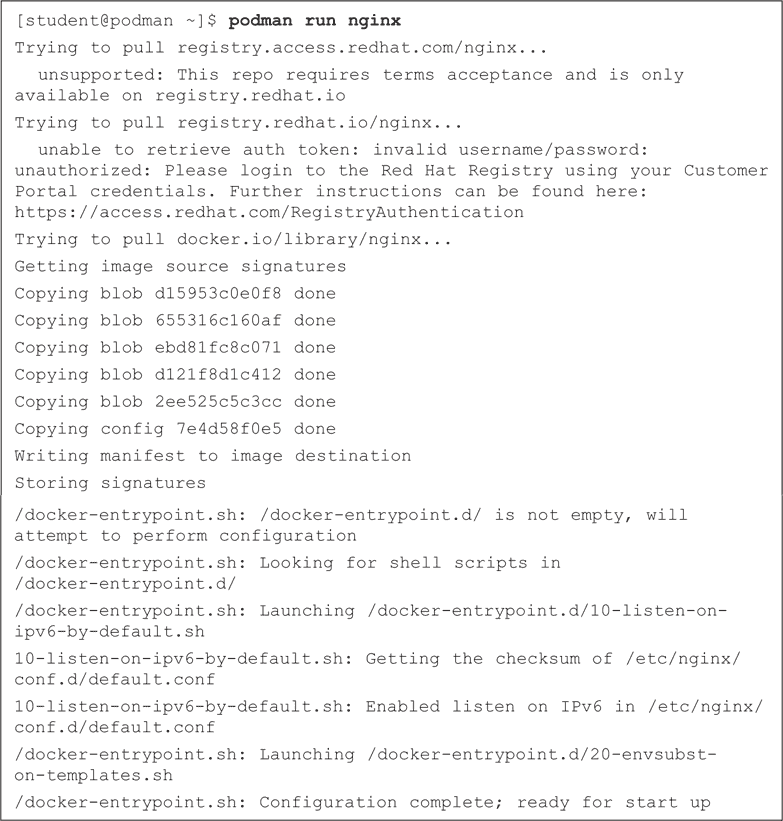 [student@podman ~]$ podman run nginx
Trying to pull registry.access.redhat.com/nginx...
  unsupported: This repo requires terms acceptance and is only
available on registry.redhat.io
Trying to pull registry.redhat.io/nginx...
  unable to retrieve auth token: invalid username/password:
unauthorized: Please login to the Red Hat Registry using your Customer
Portal credentials. Further instructions can be found here:
https://access.redhat.com/RegistryAuthentication
Trying to pull docker.io/library/nginx...
Getting image source signatures
Copying blob d15953c0e0f8 done
Copying blob 655316c160af done
Copying blob ebd81fc8c071 done
Copying blob d121f8d1c412 done
Copying blob 2ee525c5c3cc done
Copying config 7e4d58f0e5 done
Writing manifest to image destination
Storing signatures
/docker-entrypoint.sh: /docker-entrypoint.d/ is not empty, will
attempt to perform configuration
/docker-entrypoint.sh: Looking for shell scripts in
/docker-entrypoint.d/
/docker-entrypoint.sh: Launching /docker-entrypoint.d/10-listen-on-
ipv6-by-default.sh
10-listen-on-ipv6-by-default.sh: Getting the checksum of /etc/nginx/
conf.d/default.conf
10-listen-on-ipv6-by-default.sh: Enabled listen on IPv6 in /etc/nginx/
conf.d/default.conf
/docker-entrypoint.sh: Launching /docker-entrypoint.d/20-envsubst-
on-templates.sh
/docker-entrypoint.sh: Configuration complete; ready for start up